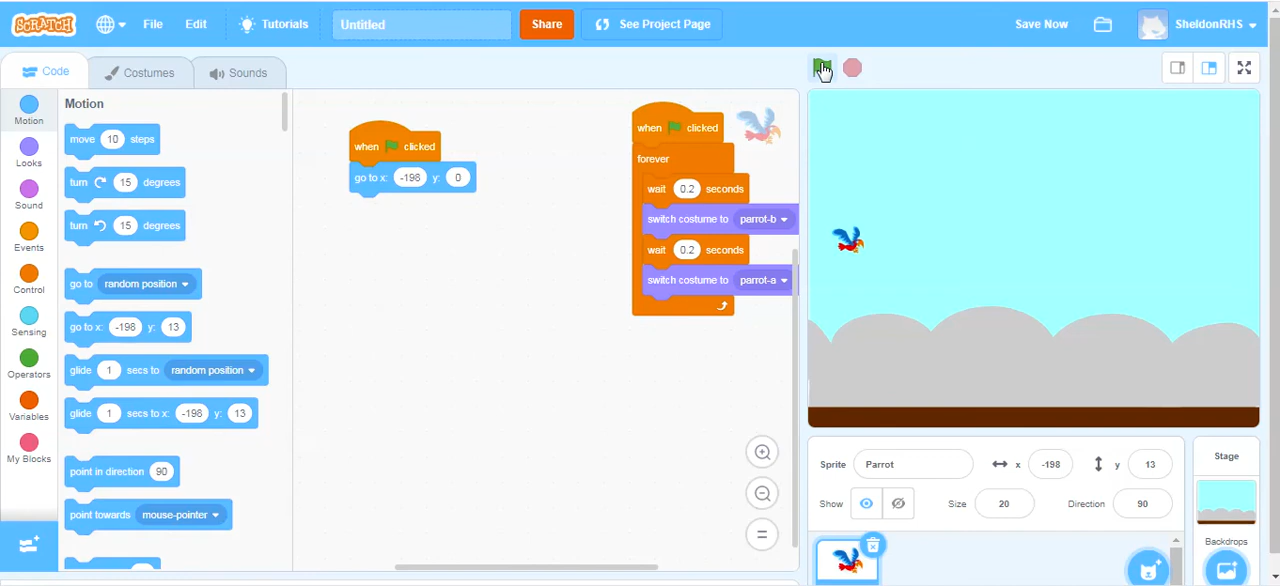 SCRATCH File Edit Tutorials Untitled Share See Project Page Save Now SheldonRHS
Code Costumes Sounds
Motion
Looks
Sound
Events
Control
Sensing
Operators
Variables
My Blocks
Motion
move 10 steps
turn 15 degrees
turn 15 degrees
go to random position
go to x: -198 y: 13
glide 1 secs to random position
glide 1 secs to x: -198 y: 13
point in direction 90
point towards mouse-pointer
when clicked
go to x: -198 y: 0
when clicked
forever
wait 0.2 seconds
switch costume to parrot-b
wait 0.2 seconds
switch costume to parrot-a
Sprite Parrot x -198 y 13
Show Size 20 Direction 90
Stage
Backdrops